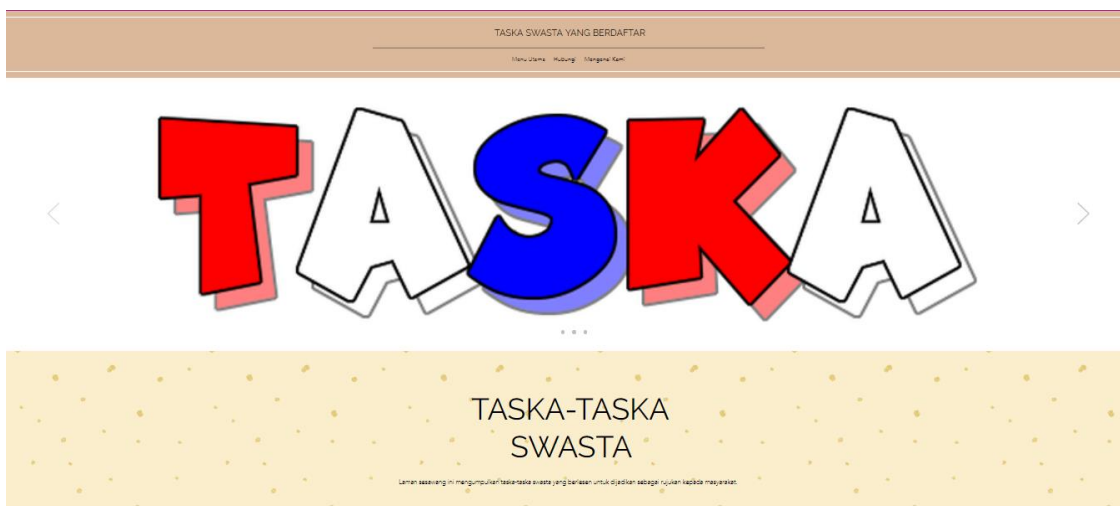 TASKA SWASTA YANG BERDAFTAR
Menu Utama Hubungi Mengenai Kami
TASKA
TASKA-TASKA
SWASTA
Laman sesawang ini mengumpulkan taska-taska swasta yang berlesen untuk dijadikan sebagai rujukan kepada masyarakat.